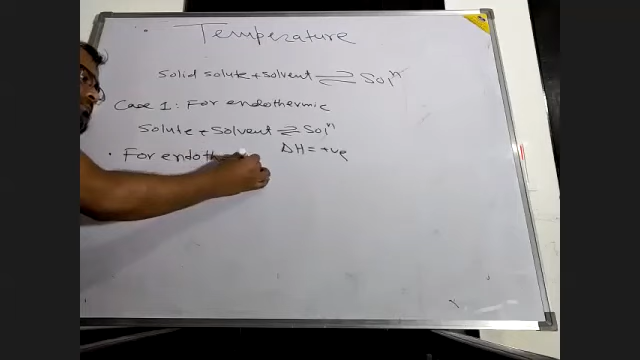 • Temperature
Solid solute + solvent ⇌ Solⁿ
Case 1: For endothermic
Solute + Solvent ⇌ Solⁿ
ΔH = +ve
• For endoth